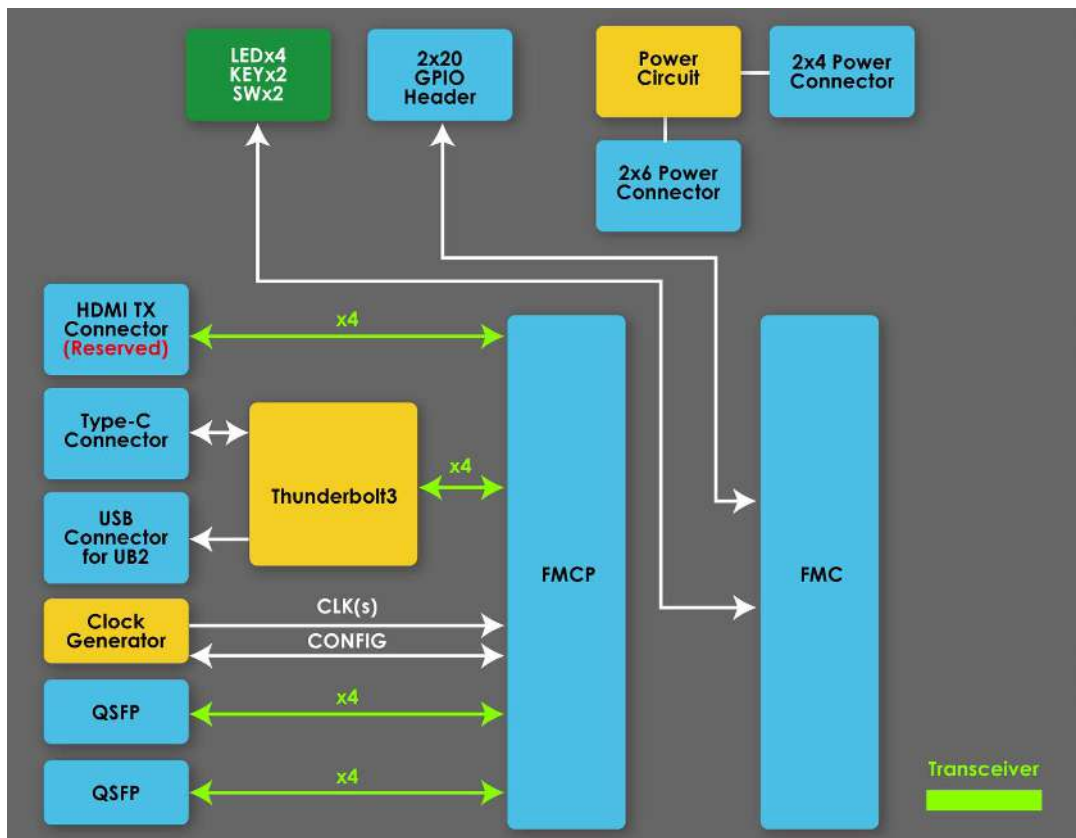 LEDx4
KEYx2
SWx2
2x20
GPIO
Header
Power
Circuit
2x4 Power
Connector
2x6 Power
Connector
HDMI TX
Connector
(Reserved)
x4
Type-C
Connector
Thunderbolt3
x4
USB
Connector
for UB2
FMCP
FMC
Clock
Generator
CLK(s)
CONFIG
QSFP
x4
QSFP
x4
Transceiver